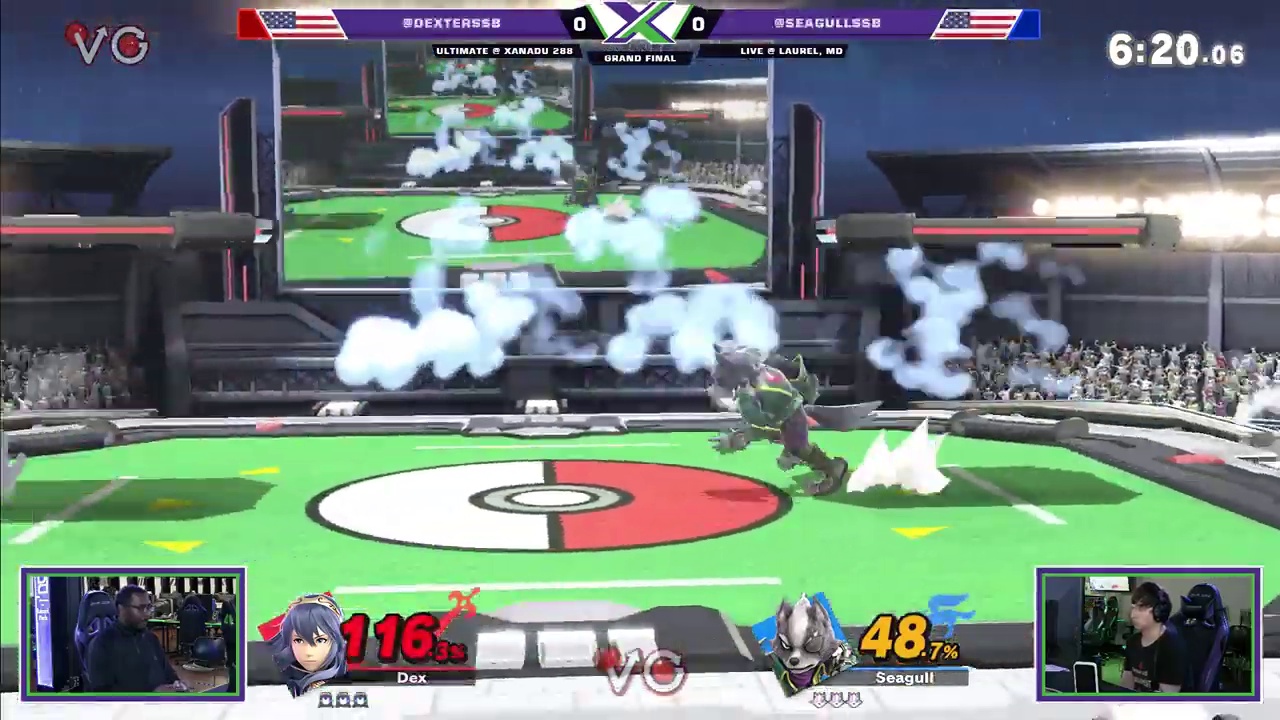 VG
@DEXTERSSB
0
0
@SEAGULLSSB
ULTIMATE @ XANADU 288
GRAND FINAL
LIVE @ LAUREL, MD
6:20.06
116.3%
Dex
VG
48.7%
Seagull